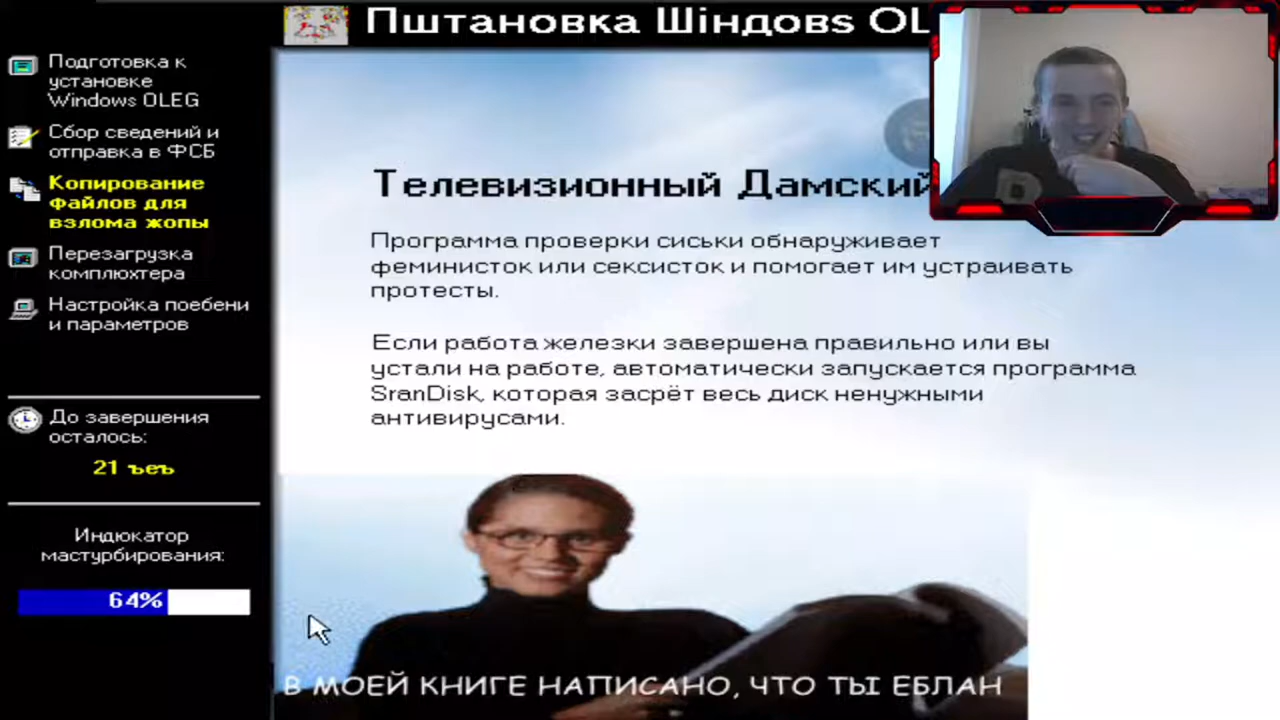 Пштановка Шiндовs OL
Подготовка к
установке
Windows OLEG
Сбор сведений и
отправка в ФСБ
Копирование
файлов для
взлома жопы
Перезагрузка
комплюхтера
Настройка поебени
и параметров
До завершения
осталось:
21 ъеъ
Индюкатор
мастурбирования:
64%
Телевизионный Дамский
Программа проверки сиськи обнаруживает
феминисток или сексисток и помогает им устраивать
протесты.
Если работа железки завершена правильно или вы
устали на работе, автоматически запускается программа
SranDisk, которая засрёт весь диск ненужными
антивирусами.
В МОЕЙ КНИГЕ НАПИСАНО, ЧТО ТЫ ЕБЛАН